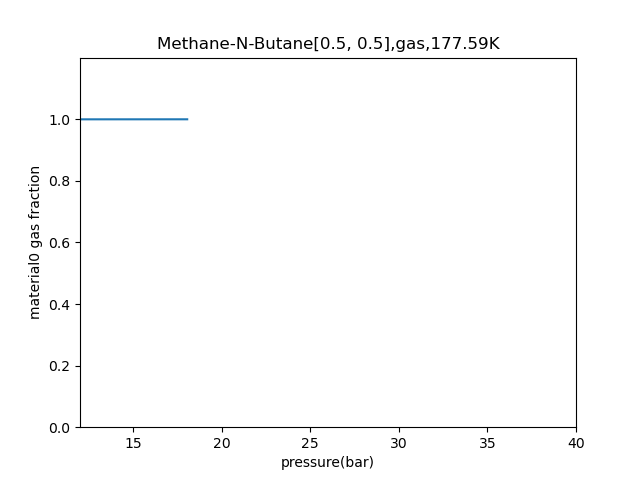 Methane-N-Butane[0.5, 0.5],gas,177.59K
material0 gas fraction
1.0
0.8
0.6
0.4
0.2
0.0
15 20 25 30 35 40
pressure(bar)